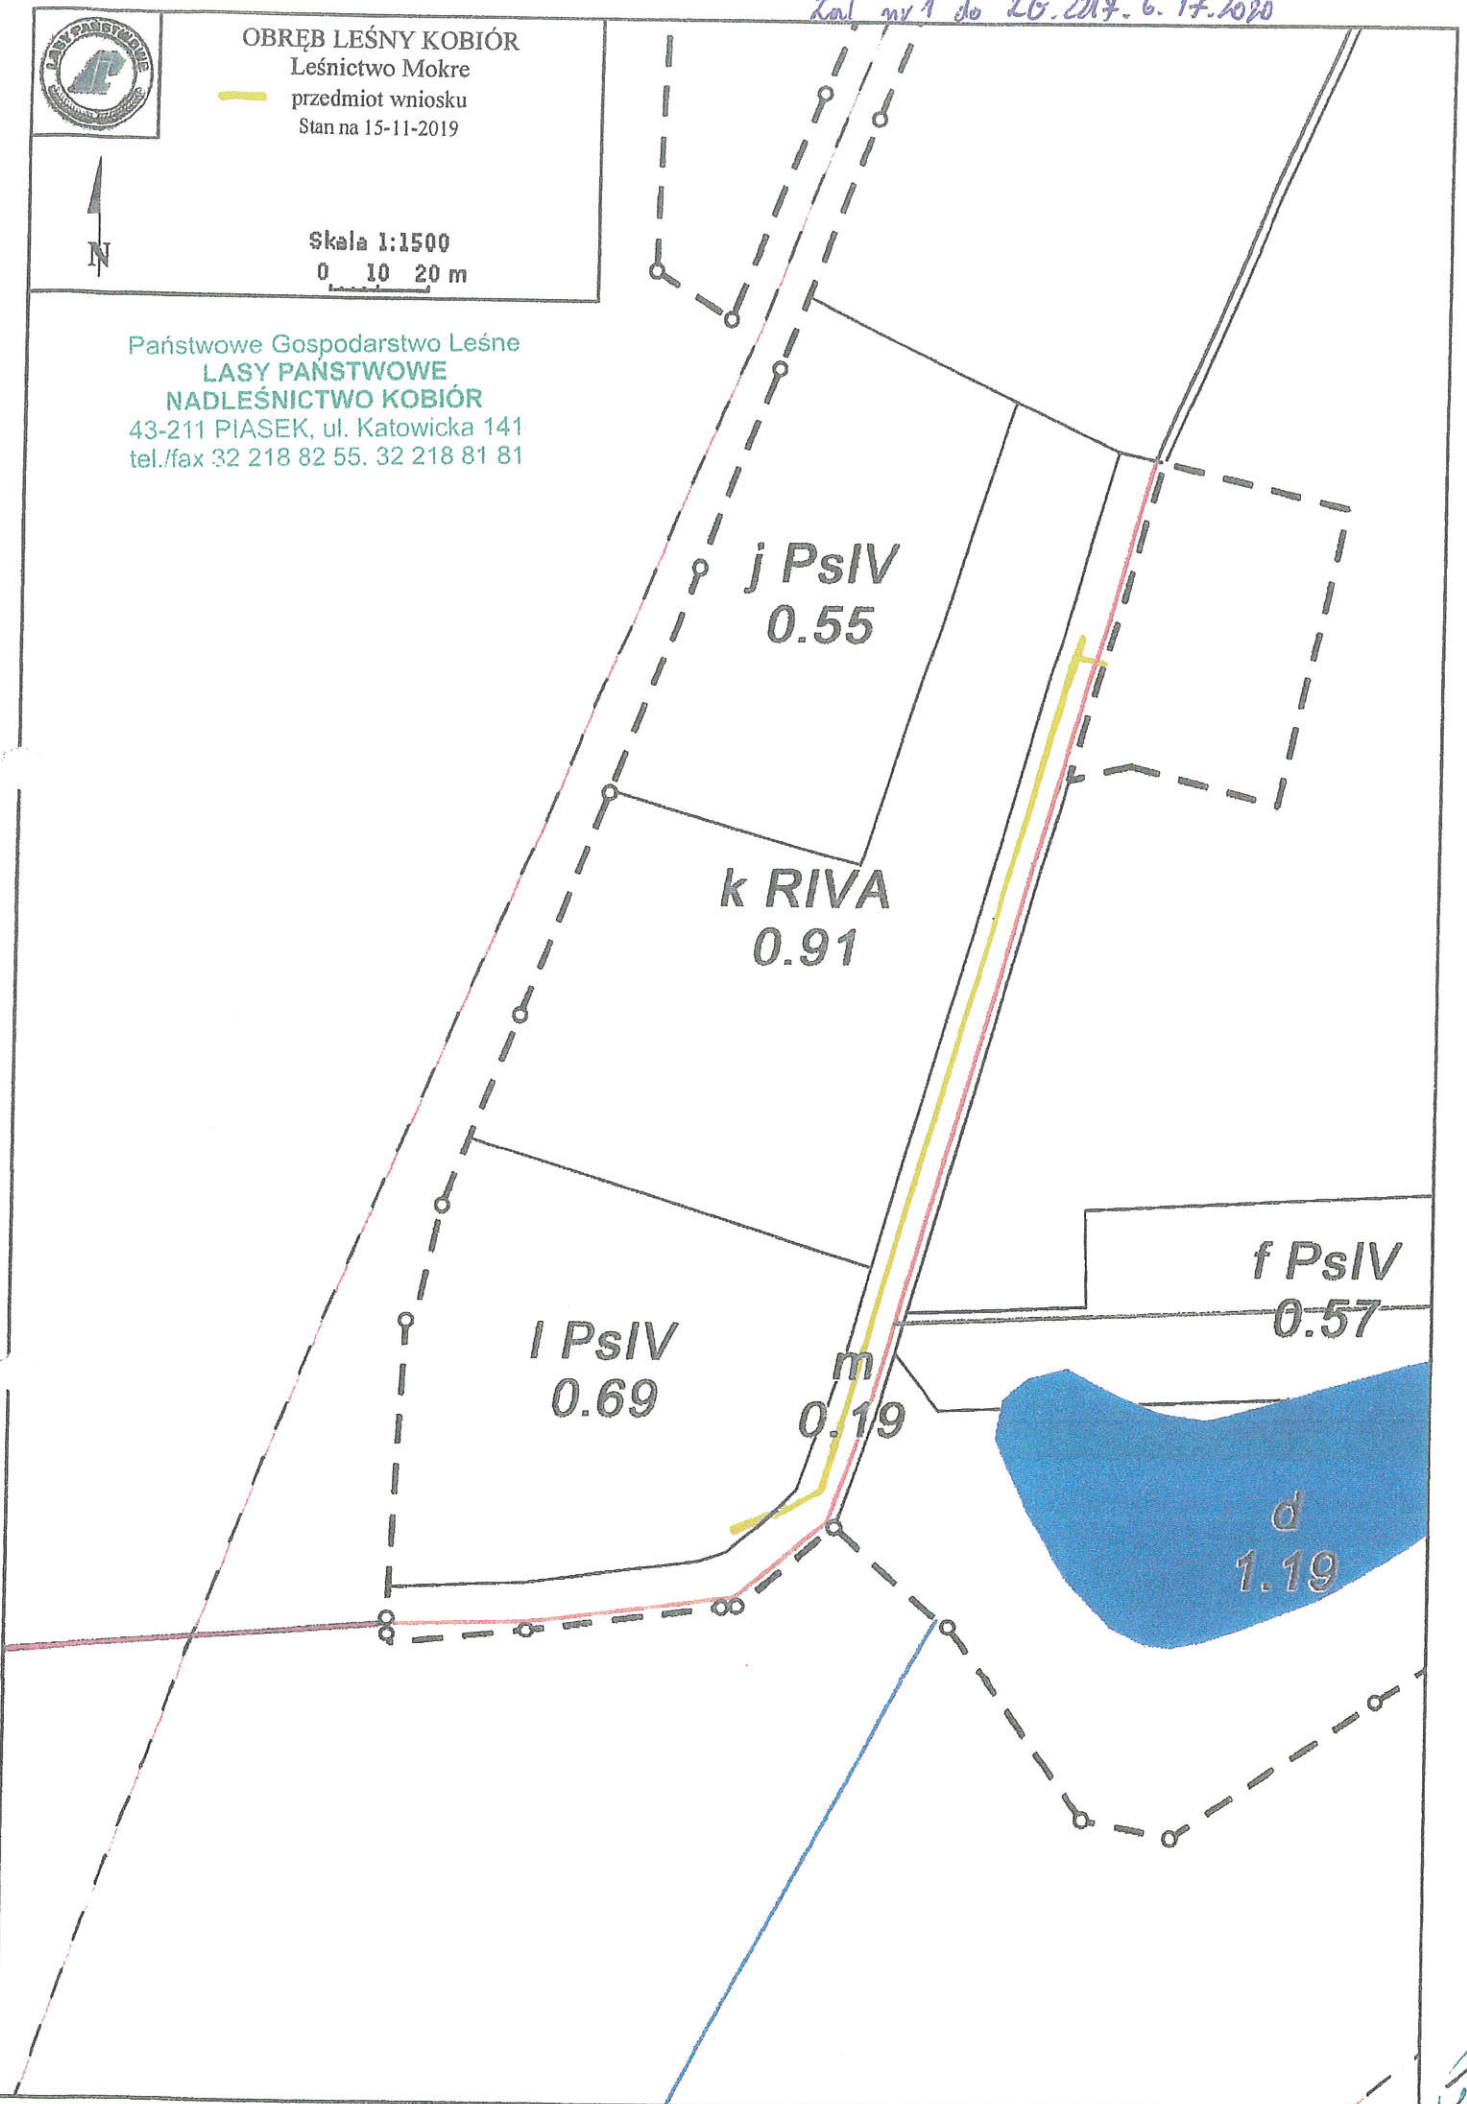 Zał nr 1 do ZG.2217.6.17.2020
LASY PAŃSTWOWE
OBRĘB LEŚNY KOBIÓR
Leśnictwo Mokre
przedmiot wniosku
Stan na 15-11-2019
N
Skala 1:1500
0 10 20 m
Państwowe Gospodarstwo Leśne
LASY PAŃSTWOWE
NADLEŚNICTWO KOBIÓR
43-211 PIASEK, ul. Katowicka 141
tel./fax 32 218 82 55, 32 218 81 81
j PsIV
0.55
k RIVA
0.91
f PsIV
0.57
l PsIV
0.69
m
0.19
d
1.19